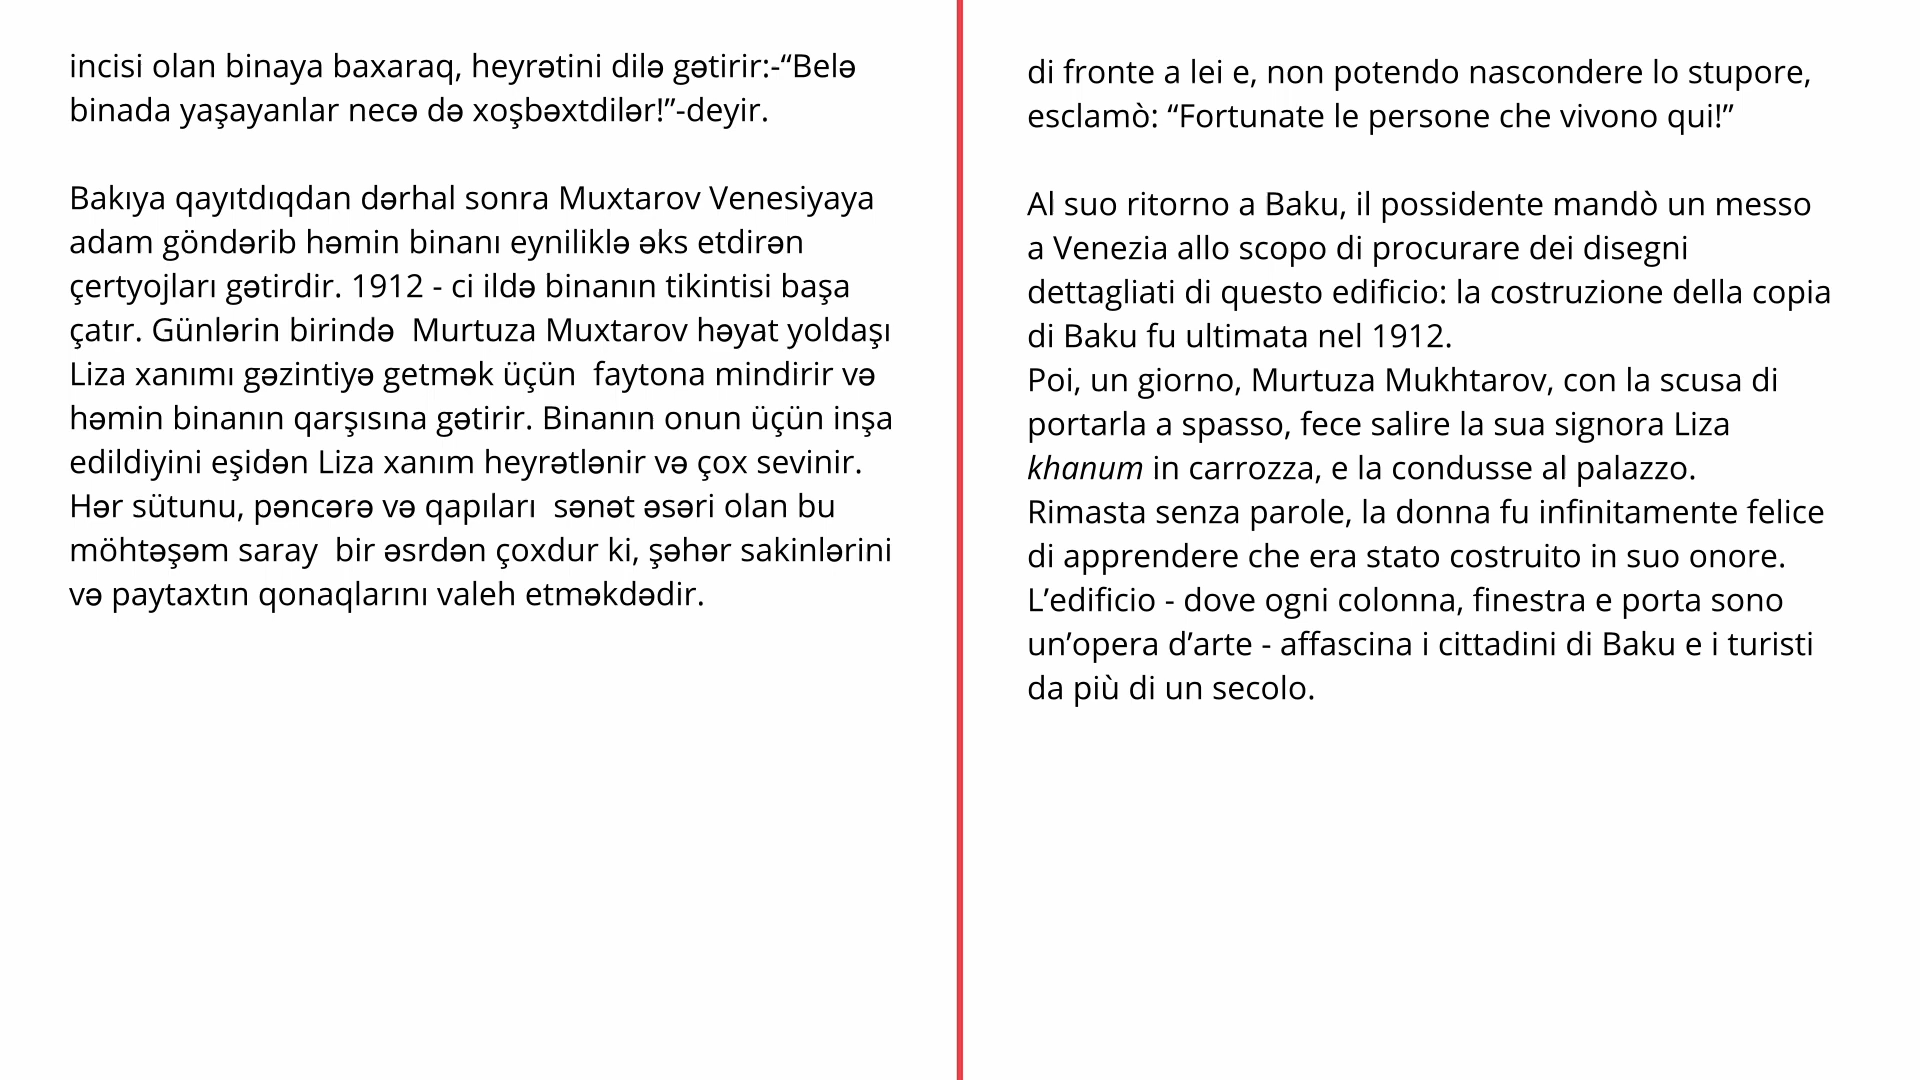 incisi olan binaya baxaraq, heyrətini dilə gətirir:-“Belə
binada yaşayanlar necə də xoşbəxtdilər!”-deyir.
Bakıya qayıtdıqdan dərhal sonra Muxtarov Venesiyaya
adam göndərib həmin binanı eyniliklə əks etdirən
çertyojları gətirdir. 1912 - ci ildə binanın tikintisi başa
çatır. Günlərin birində  Murtuza Muxtarov həyat yoldaşı
Liza xanımı gəzintiyə getmək üçün  faytona mindirir və
həmin binanın qarşısına gətirir. Binanın onun üçün inşa
edildiyini eşidən Liza xanım heyrətlənir və çox sevinir.
Hər sütunu, pəncərə və qapıları  sənət əsəri olan bu
möhtəşəm saray  bir əsrdən çoxdur ki, şəhər sakinlərini
və paytaxtın qonaqlarını valeh etməkdədir.
di fronte a lei e, non potendo nascondere lo stupore,
esclamò: “Fortunate le persone che vivono qui!”
Al suo ritorno a Baku, il possidente mandò un messo
a Venezia allo scopo di procurare dei disegni
dettagliati di questo edificio: la costruzione della copia
di Baku fu ultimata nel 1912.
Poi, un giorno, Murtuza Mukhtarov, con la scusa di
portarla a spasso, fece salire la sua signora Liza
khanum in carrozza, e la condusse al palazzo.
Rimasta senza parole, la donna fu infinitamente felice
di apprendere che era stato costruito in suo onore.
L’edificio - dove ogni colonna, finestra e porta sono
un’opera d’arte - affascina i cittadini di Baku e i turisti
da più di un secolo.